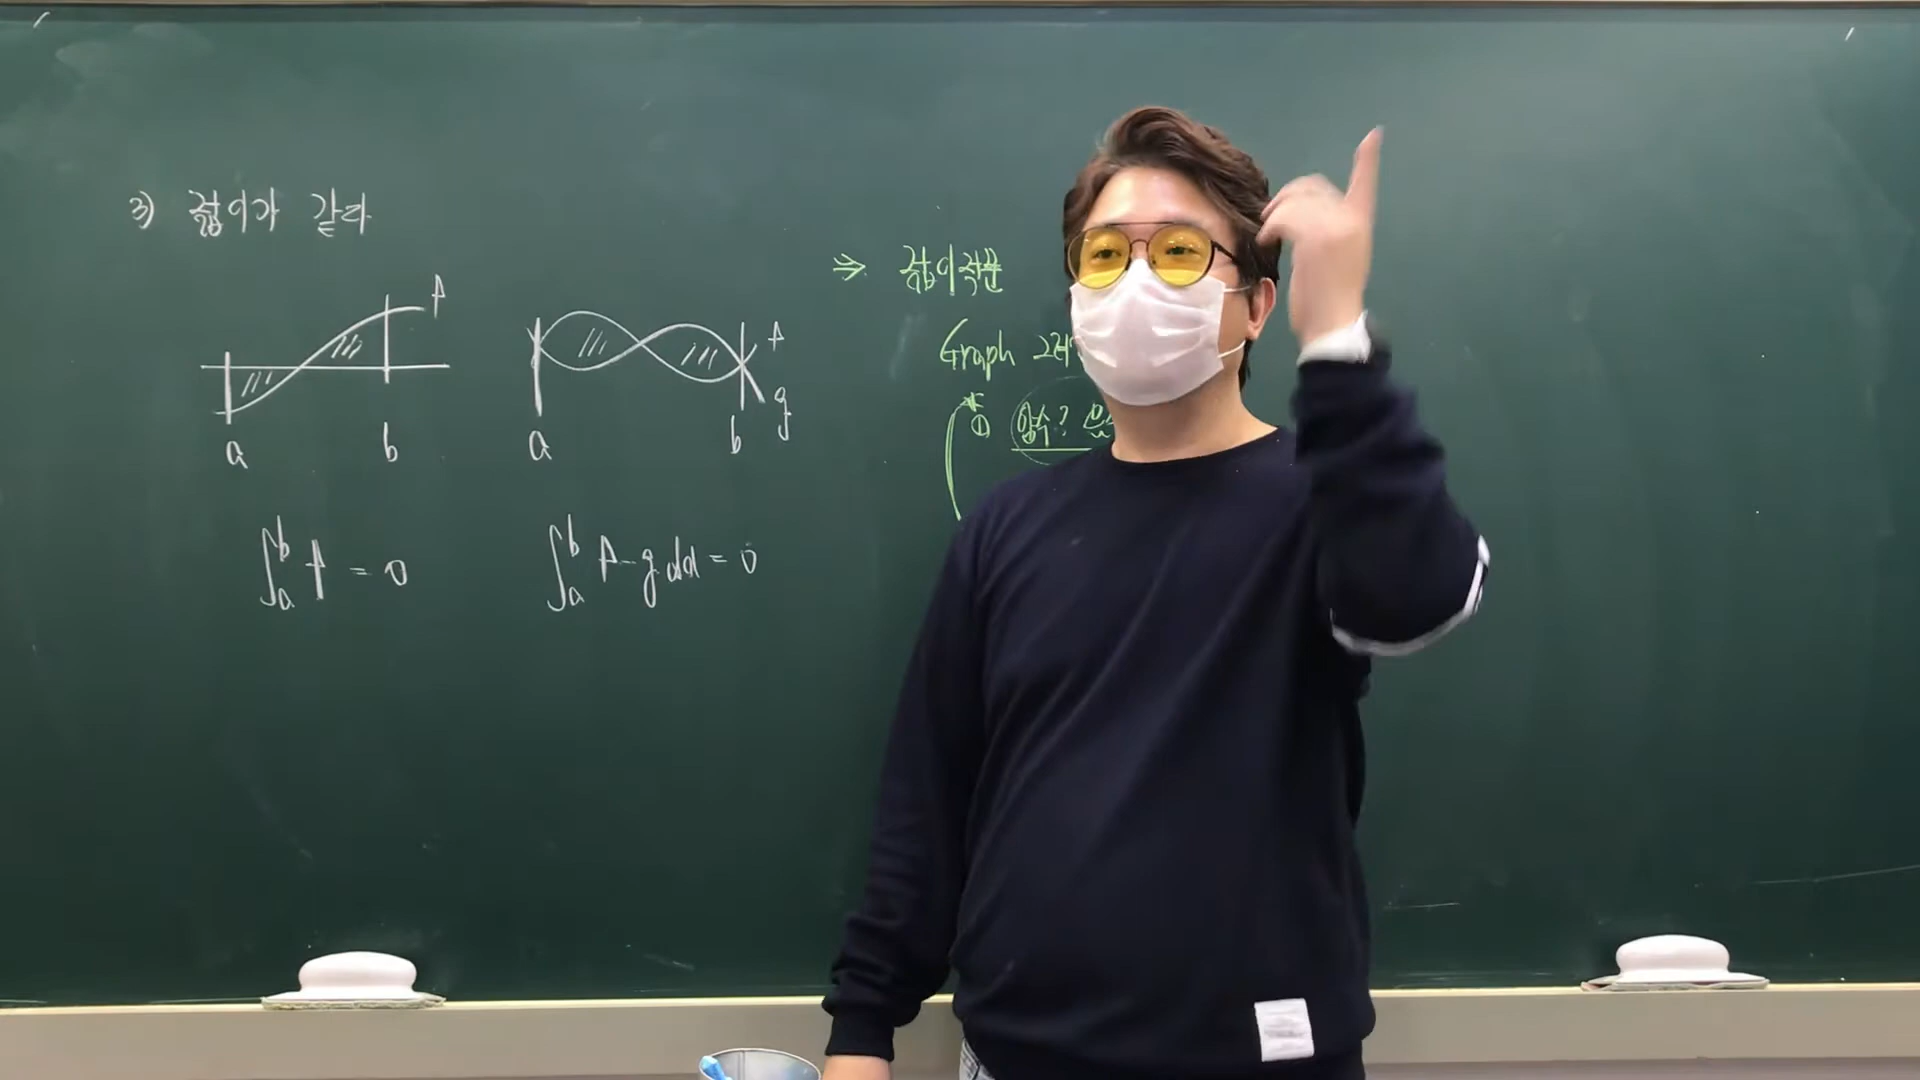 3) 넓이가 같다
f
a b
f
g
a b
∫ₐᵇ f = 0
∫ₐᵇ f-g dx = 0
⇒ 넓이적분
Graph 그려
* ① 함수?